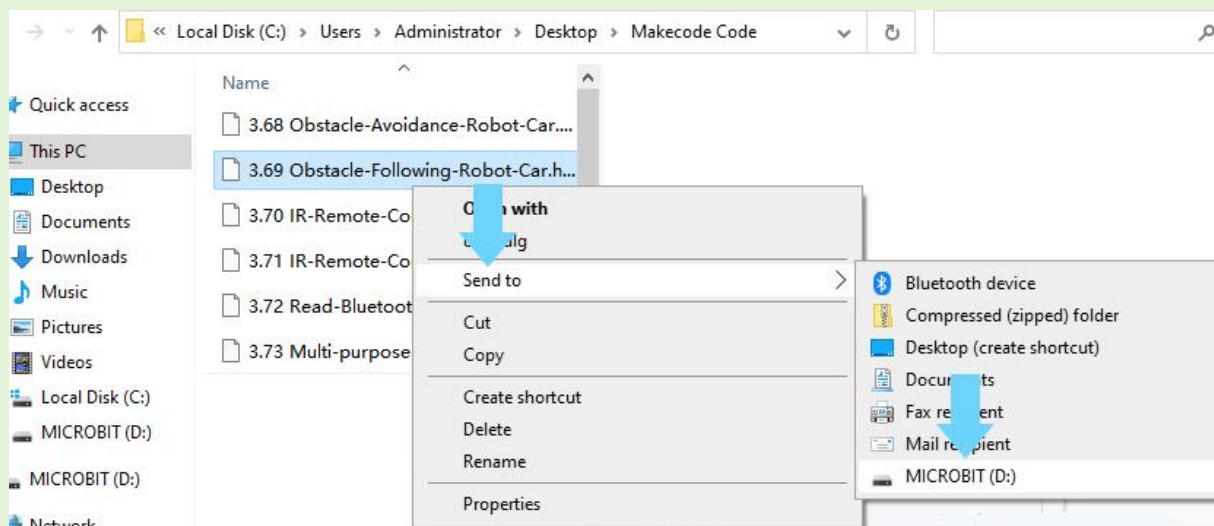 « Local Disk (C:) > Users > Administrator > Desktop > Makecode Code
Name
Quick access
This PC
Desktop
Documents
Downloads
Music
Pictures
Videos
Local Disk (C:)
MICROBIT (D:)
MICROBIT (D:)
Network
3.68 Obstacle-Avoidance-Robot-Car....
3.69 Obstacle-Following-Robot-Car.h...
3.70 IR-Remote-Co
3.71 IR-Remote-Co
3.72 Read-Bluetoot
3.73 Multi-purpose
with
Send to
Cut
Copy
Create shortcut
Delete
Rename
Properties
Bluetooth device
Compressed (zipped) folder
Desktop (create shortcut)
Documents
Fax recipient
Mail recipient
MICROBIT (D:)